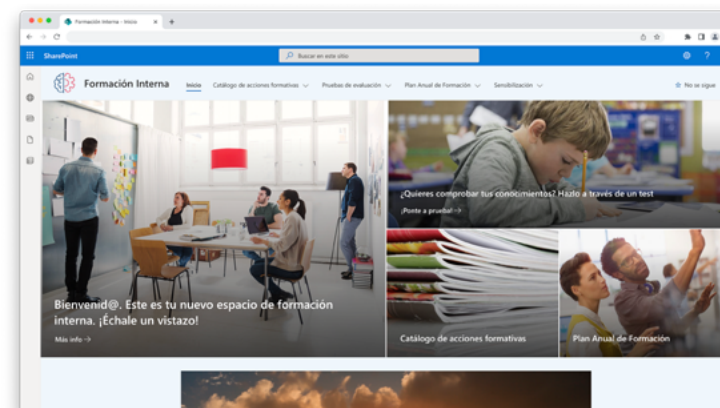 Formación Interna - Inicio
SharePoint
Buscar en este sitio
Formación Interna
Inicio
Catálogo de acciones formativas
Pruebas de evaluación
Plan Anual de Formación
Sensibilización
No se sigue
¿Quieres comprobar tus conocimientos? Hazlo a través de un test
¡Ponte a prueba!→
Bienvenid@. Este es tu nuevo espacio de formación
interna. ¡Échale un vistazo!
Más info →
Catálogo de acciones formativas
Plan Anual de Formación